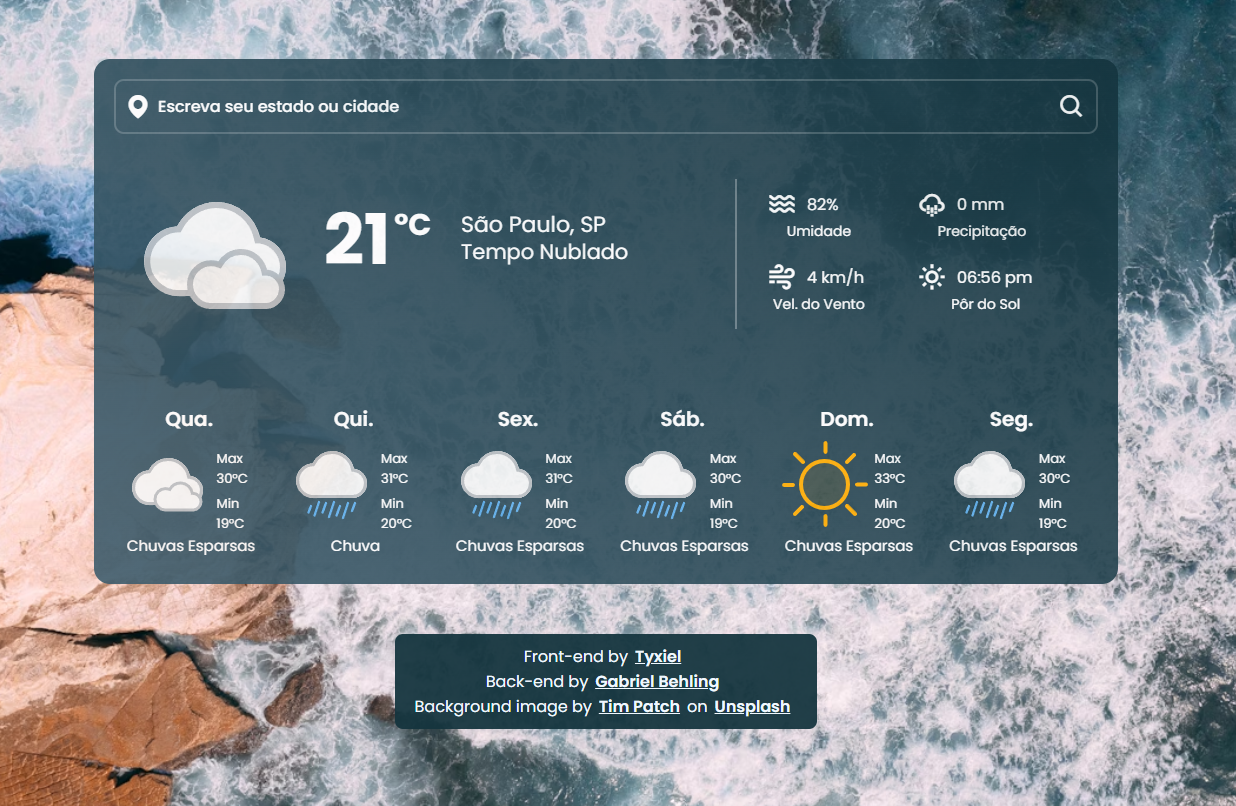 Escreva seu estado ou cidade
21 ºC
São Paulo, SP
Tempo Nublado
82%
Umidade
0 mm
Precipitação
4 km/h
Vel. do Vento
06:56 pm
Pôr do Sol
Qua.
Max
30ºC
Min
19ºC
Chuvas Esparsas
Qui.
Max
31ºC
Min
20ºC
Chuva
Sex.
Max
31ºC
Min
20ºC
Chuvas Esparsas
Sáb.
Max
30ºC
Min
19ºC
Chuvas Esparsas
Dom.
Max
33ºC
Min
20ºC
Chuvas Esparsas
Seg.
Max
30ºC
Min
19ºC
Chuvas Esparsas
Front-end by Tyxiel
Back-end by Gabriel Behling
Background image by Tim Patch on Unsplash